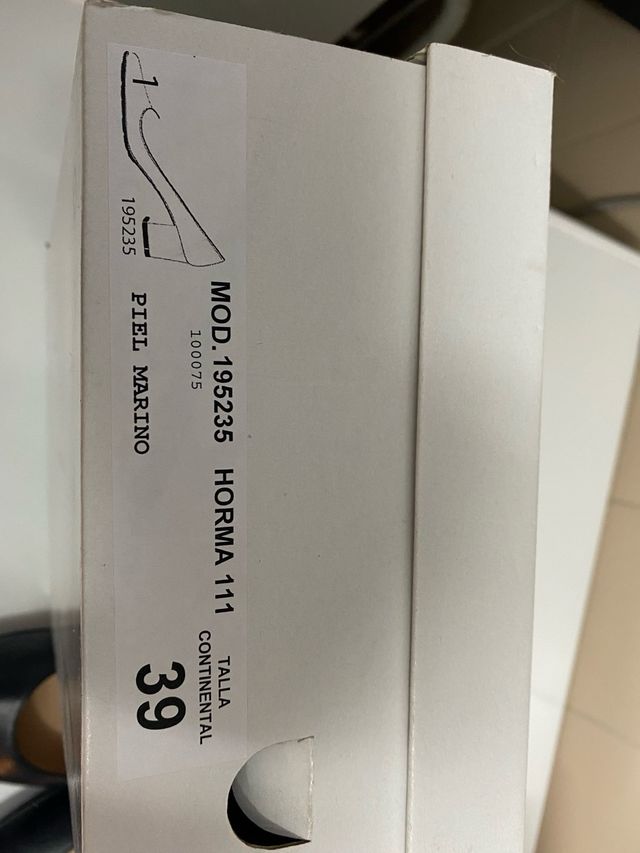 1
195235
MOD. 195235 HORMA 111
100075
PIEL MARINO
TALLA
CONTINENTAL
39